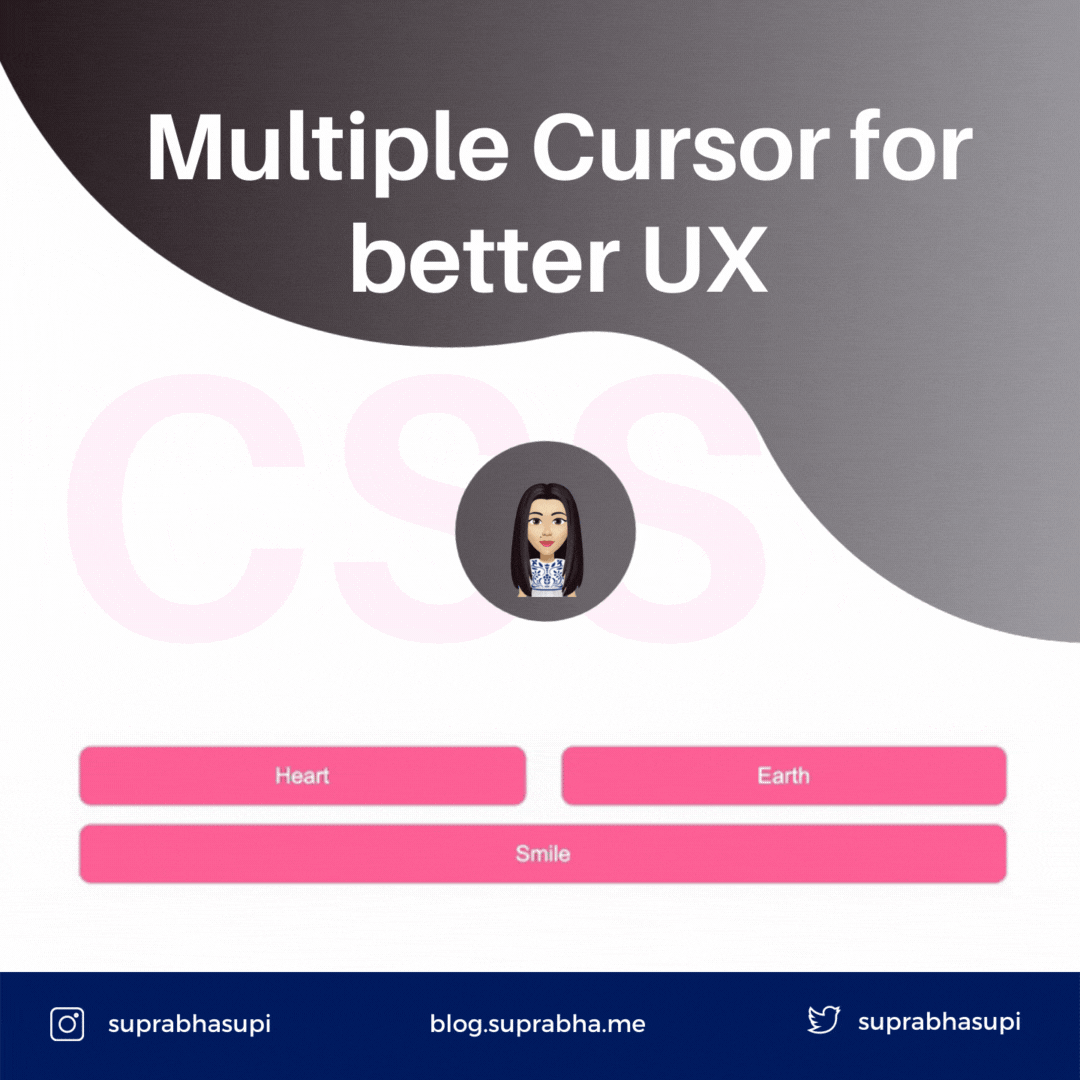 Multiple Cursor for
better UX
CSS
Heart
Earth
Smile
suprabhasupi
blog.suprabha.me
suprabhasupi